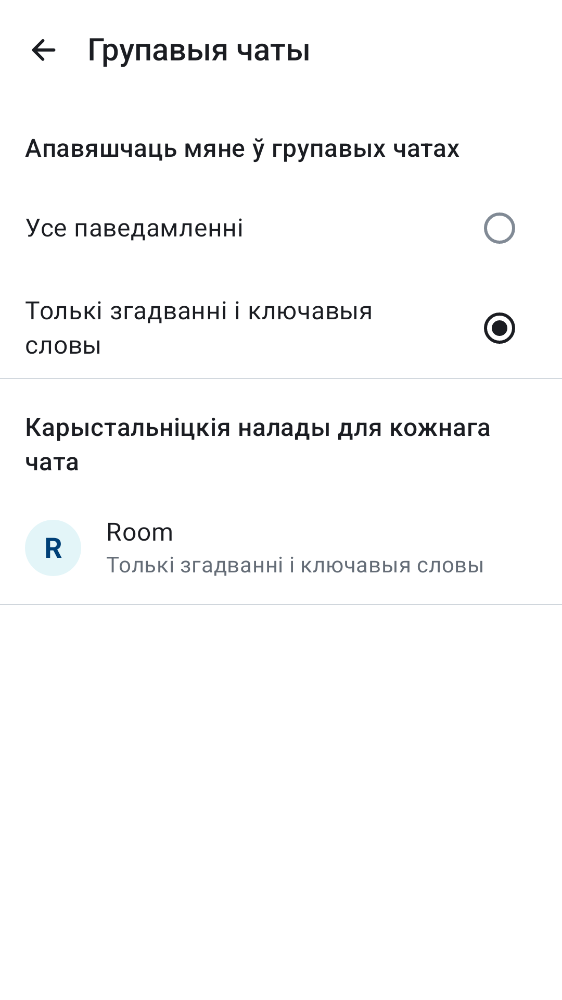 Групавыя чаты
Апавяшчаць мяне ў групавых чатах
Усе паведамленні
Толькі згадванні і ключавыя
словы
Карыстальніцкія налады для кожнага
чата
R
Room
Толькі згадванні і ключавыя словы